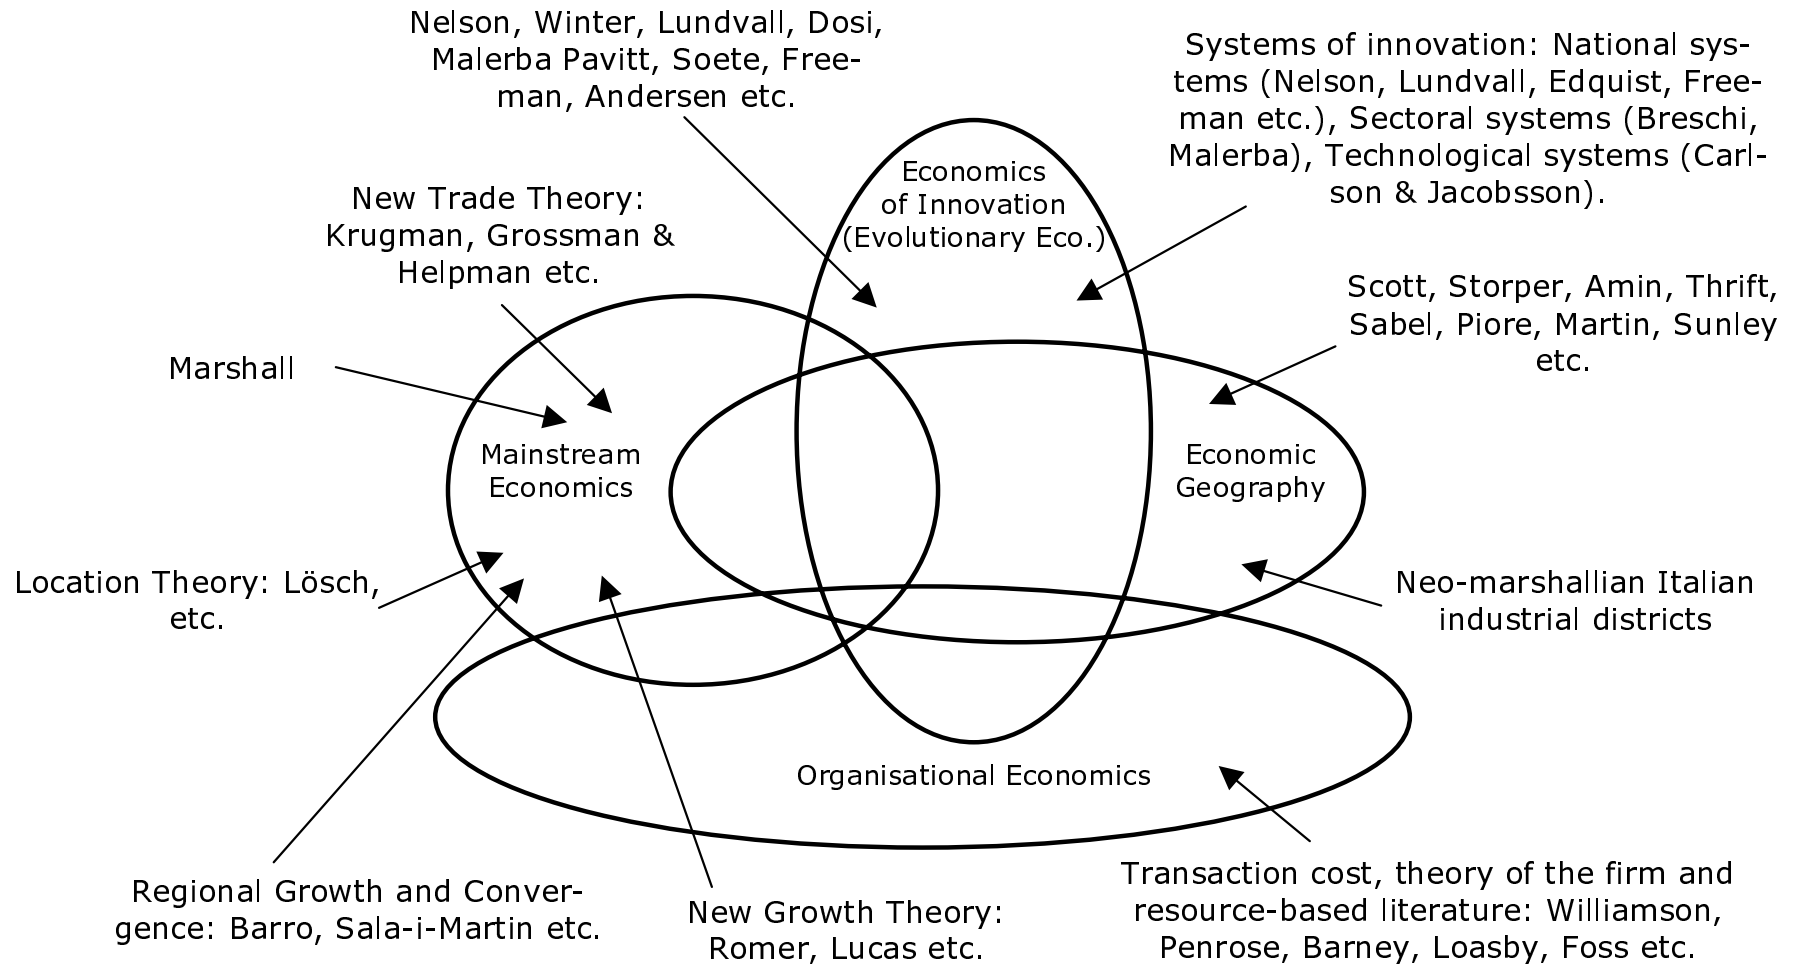 Nelson, Winter, Lundvall, Dosi,
Malerba Pavitt, Soete, Free-
man, Andersen etc.
Systems of innovation: National sys-
tems (Nelson, Lundvall, Edquist, Free-
man etc.), Sectoral systems (Breschi,
Malerba), Technological systems (Carl-
son & Jacobsson).
Economics
of Innovation
(Evolutionary Eco.)
New Trade Theory:
Krugman, Grossman &
Helpman etc.
Scott, Storper, Amin, Thrift,
Sabel, Piore, Martin, Sunley
etc.
Marshall
Mainstream
Economics
Economic
Geography
Location Theory: Lösch,
etc.
Neo-marshallian Italian
industrial districts
Organisational Economics
Regional Growth and Conver-
gence: Barro, Sala-i-Martin etc.
New Growth Theory:
Romer, Lucas etc.
Transaction cost, theory of the firm and
resource-based literature: Williamson,
Penrose, Barney, Loasby, Foss etc.